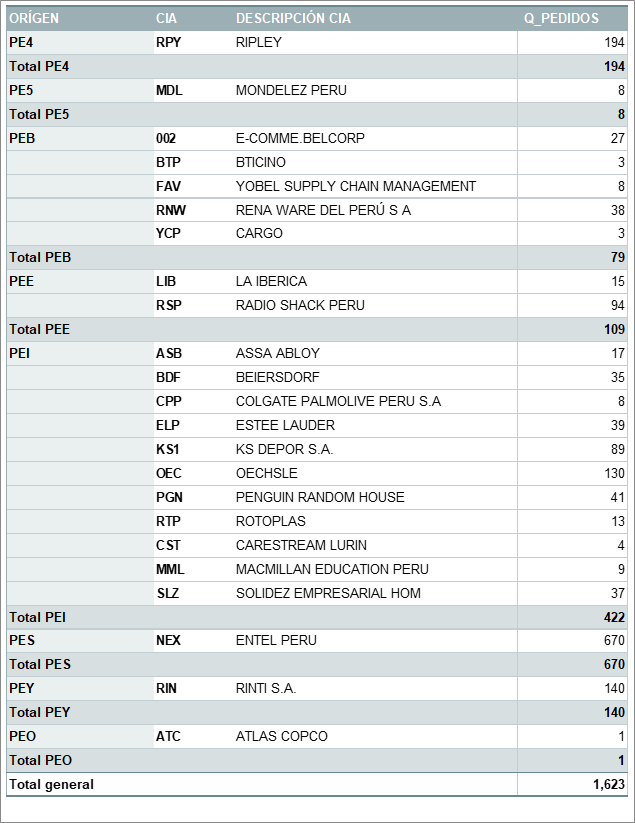 ORÍGEN CIA DESCRIPCIÓN CIA Q_PEDIDOS
PE4 RPY RIPLEY 194
Total PE4 194
PE5 MDL MONDELEZ PERU 8
Total PE5 8
PEB 002 E-COMME.BELCORP 27
BTP BTICINO 3
FAV YOBEL SUPPLY CHAIN MANAGEMENT 8
RNW RENA WARE DEL PERÚ S A 38
YCP CARGO 3
Total PEB 79
PEE LIB LA IBERICA 15
RSP RADIO SHACK PERU 94
Total PEE 109
PEI ASB ASSA ABLOY 17
BDF BEIERSDORF 35
CPP COLGATE PALMOLIVE PERU S.A 8
ELP ESTEE LAUDER 39
KS1 KS DEPOR S.A. 89
OEC OECHSLE 130
PGN PENGUIN RANDOM HOUSE 41
RTP ROTOPLAS 13
CST CARESTREAM LURIN 4
MML MACMILLAN EDUCATION PERU 9
SLZ SOLIDEZ EMPRESARIAL HOM 37
Total PEI 422
PES NEX ENTEL PERU 670
Total PES 670
PEY RIN RINTI S.A. 140
Total PEY 140
PEO ATC ATLAS COPCO 1
Total PEO 1
Total general 1,623